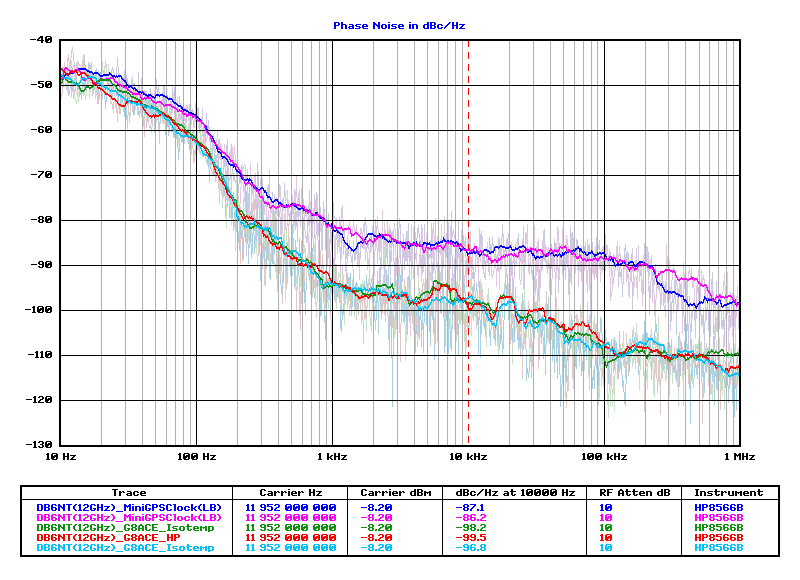 Phase Noise in dBc/Hz
-40
-50
-60
-70
-80
-90
-100
-110
-120
-130
10 Hz 100 Hz 1 kHz 10 kHz 100 kHz 1 MHz
Trace Carrier Hz Carrier dBm dBc/Hz at 10000 Hz RF Atten dB Instrument
DB6NT(12GHz)_MiniGPSClock(LB) 11 952 000 000 -8.20 -87.1 10 HP8566B
DB6NT(12GHz)_MiniGPSClock(LB) 11 952 000 000 -8.20 -86.2 10 HP8566B
DB6NT(12GHz)_G8ACE_Isotemp 11 952 000 000 -8.20 -98.2 10 HP8566B
DB6NT(12GHz)_G8ACE_HP 11 952 000 000 -8.20 -99.5 10 HP8566B
DB6NT(12GHz)_G8ACE_Isotemp 11 952 000 000 -8.20 -96.8 10 HP8566B